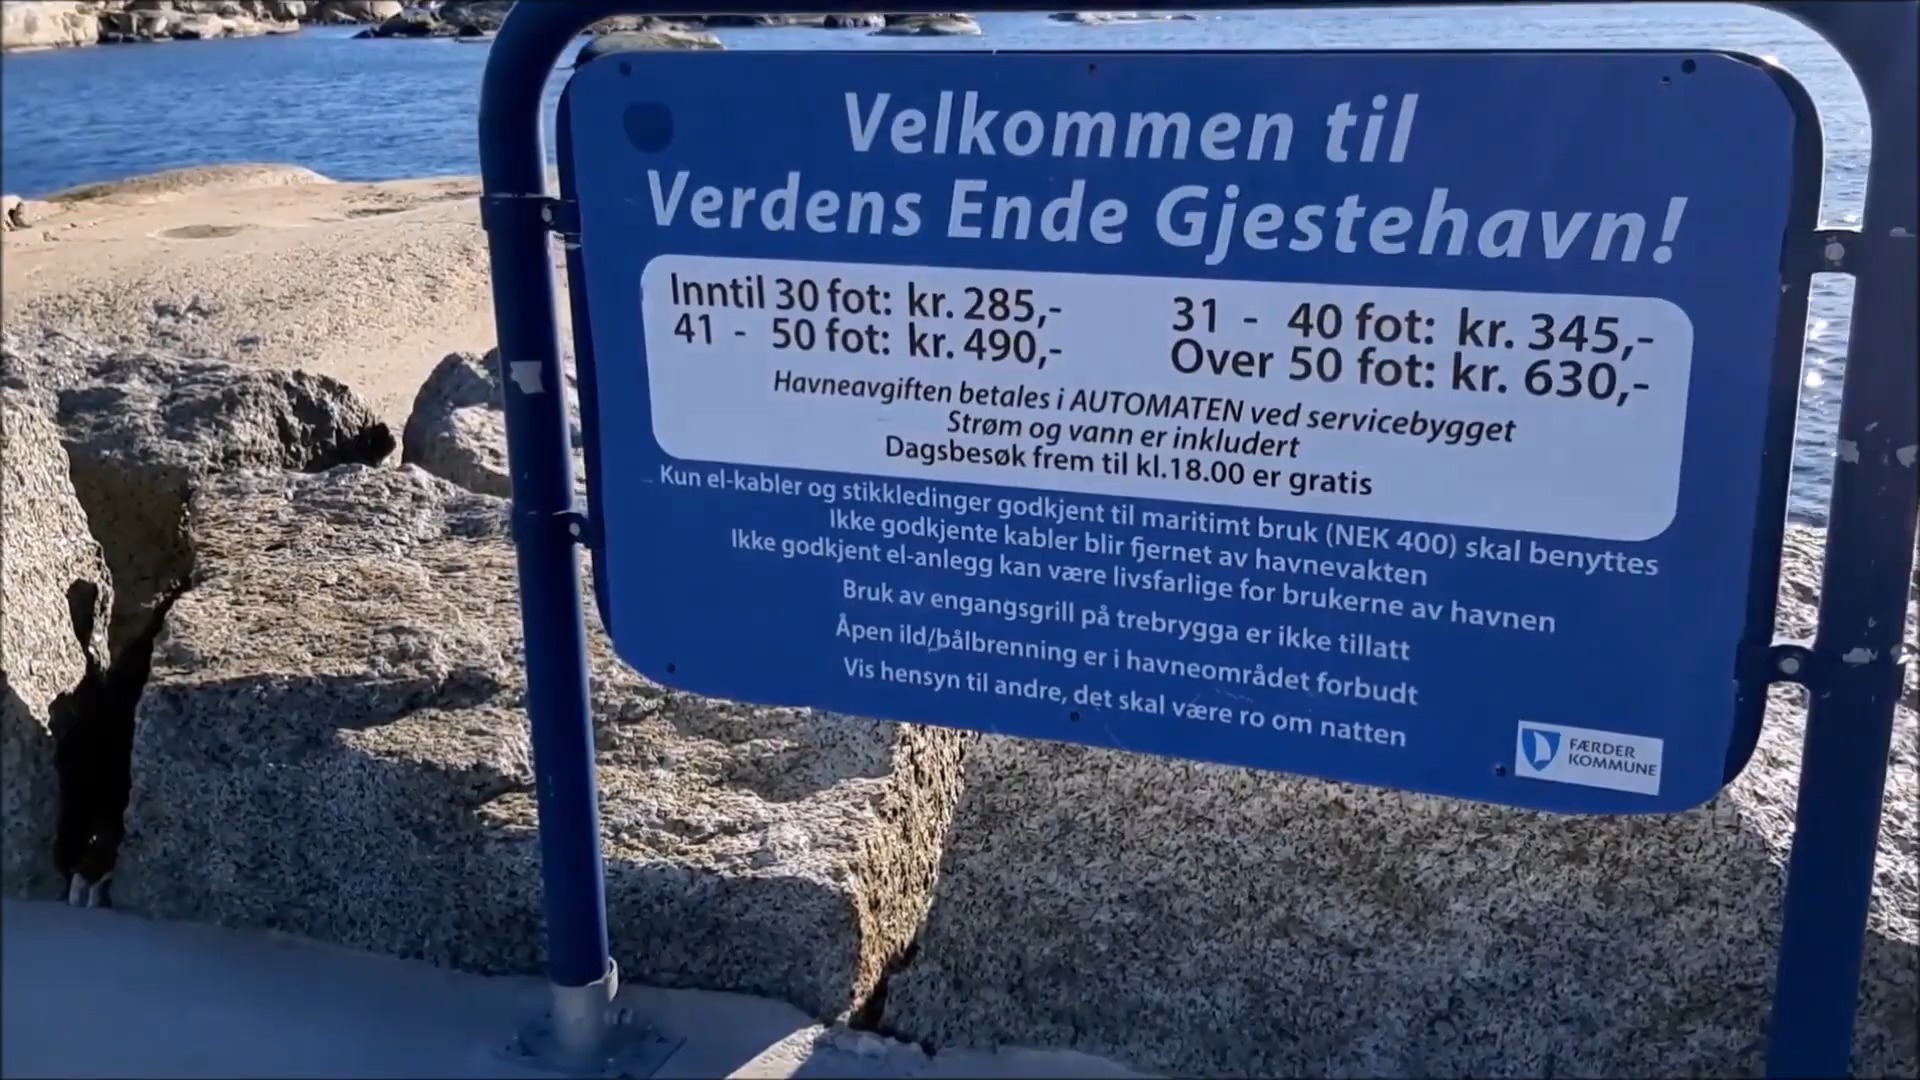 Velkommen til
Verdens Ende Gjestehavn!
Inntil 30 fot: kr. 285,- 31 - 40 fot: kr. 345,-
41 - 50 fot: kr. 490,- Over 50 fot: kr. 630,-
Havneavgiften betales i AUTOMATEN ved servicebygget
Strøm og vann er inkludert
Dagsbesøk frem til kl.18.00 er gratis
Kun el-kabler og stikkledinger godkjent til maritimt bruk (NEK 400) skal benyttes
Ikke godkjente kabler blir fjernet av havnevakten
Ikke godkjent el-anlegg kan være livsfarlige for brukerne av havnen
Bruk av engangsgrill på trebrygga er ikke tillatt
Åpen ild/bålbrenning er i havneområdet forbudt
Vis hensyn til andre, det skal være ro om natten
FÆRDER
KOMMUNE